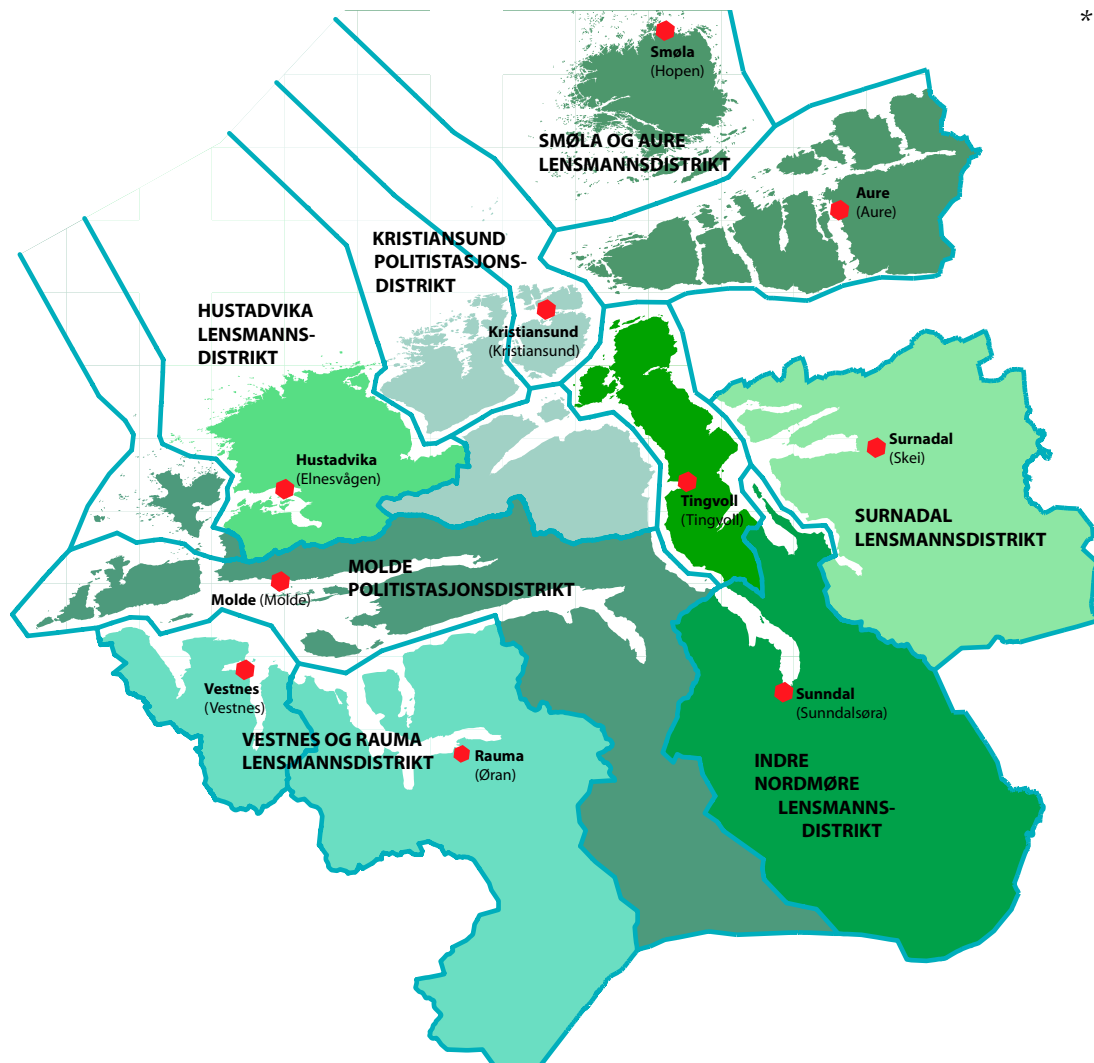 *
Smøla
(Hopen)
SMØLA OG AURE
LENSMANNSDISTRIKT
Aure
(Aure)
KRISTIANSUND
POLITISTASJONS-
DISTRIKT
HUSTADVIKA
LENSMANNS-
DISTRIKT
Kristiansund
(Kristiansund)
Hustadvika
(Elnesvågen)
Surnadal
(Skei)
Tingvoll
(Tingvoll)
SURNADAL
LENSMANNSDISTRIKT
MOLDE
POLITISTASJONSDISTRIKT
Molde (Molde)
Vestnes
(Vestnes)
Sunndal
(Sunndalsøra)
VESTNES OG RAUMA
LENSMANNSDISTRIKT
Rauma
(Øran)
INDRE
NORDMØRE
LENSMANNS-
DISTRIKT